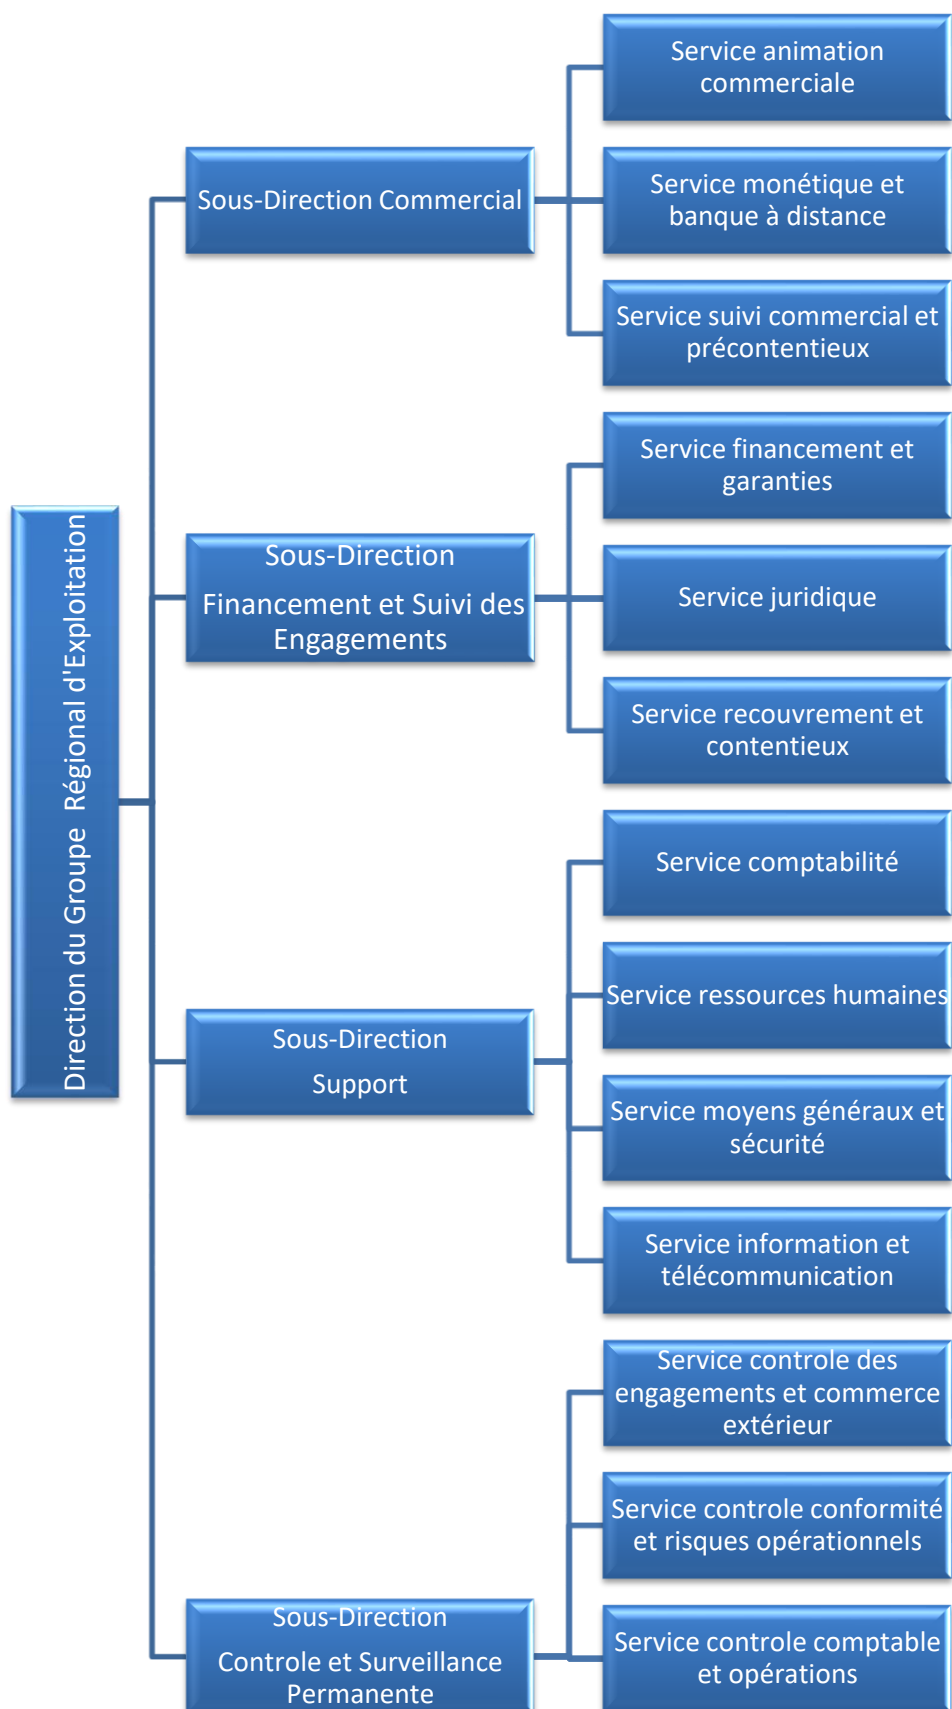 Direction du Groupe Régional d'Exploitation
Sous-Direction Commercial
Service animation
commerciale
Service monétique et
banque à distance
Service suivi commercial et
précontentieux
Sous-Direction
Financement et Suivi des
Engagements
Service financement et
garanties
Service juridique
Service recouvrement et
contentieux
Sous-Direction
Support
Service comptabilité
Service ressources humaines
Service moyens généraux et
sécurité
Service information et
télécommunication
Sous-Direction
Controle et Surveillance
Permanente
Service controle des
engagements et commerce
extérieur
Service controle conformité
et risques opérationnels
Service controle comptable
et opérations